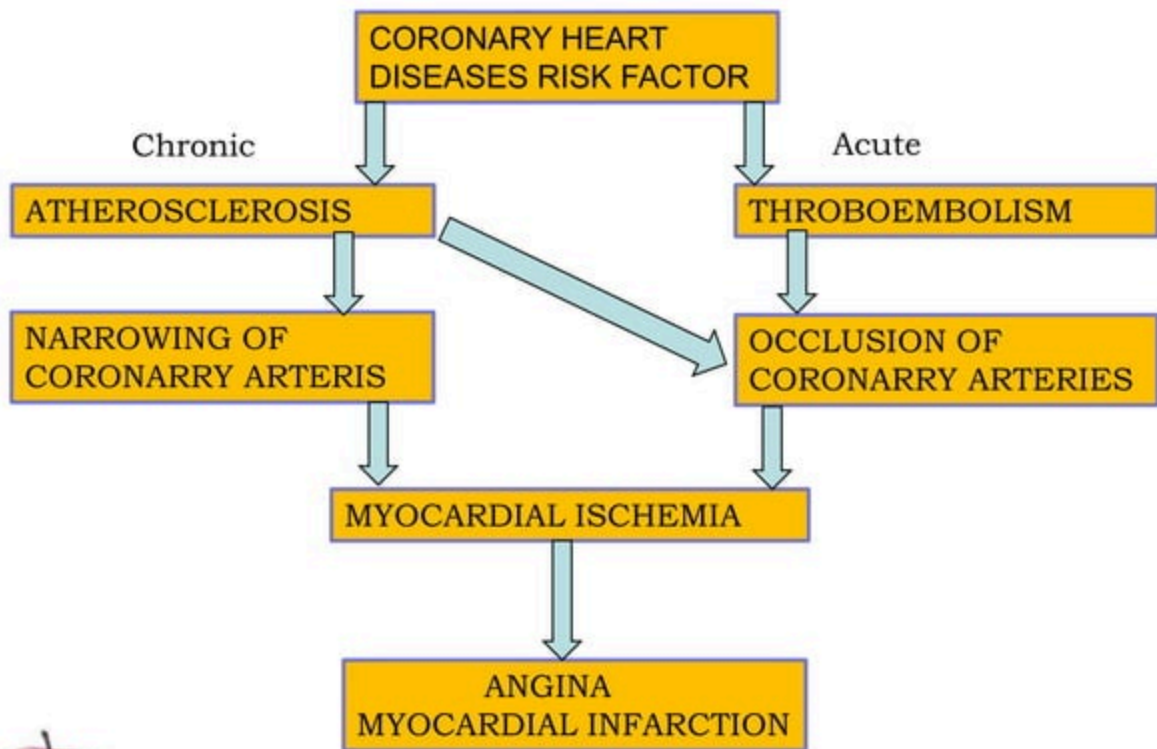 CORONARY HEART
DISEASES RISK FACTOR
Chronic
Acute
ATHEROSCLEROSIS
THROBOEMBOLISM
NARROWING OF
CORONARRY ARTERIS
OCCLUSION OF
CORONARRY ARTERIES
MYOCARDIAL ISCHEMIA
ANGINA
MYOCARDIAL INFARCTION